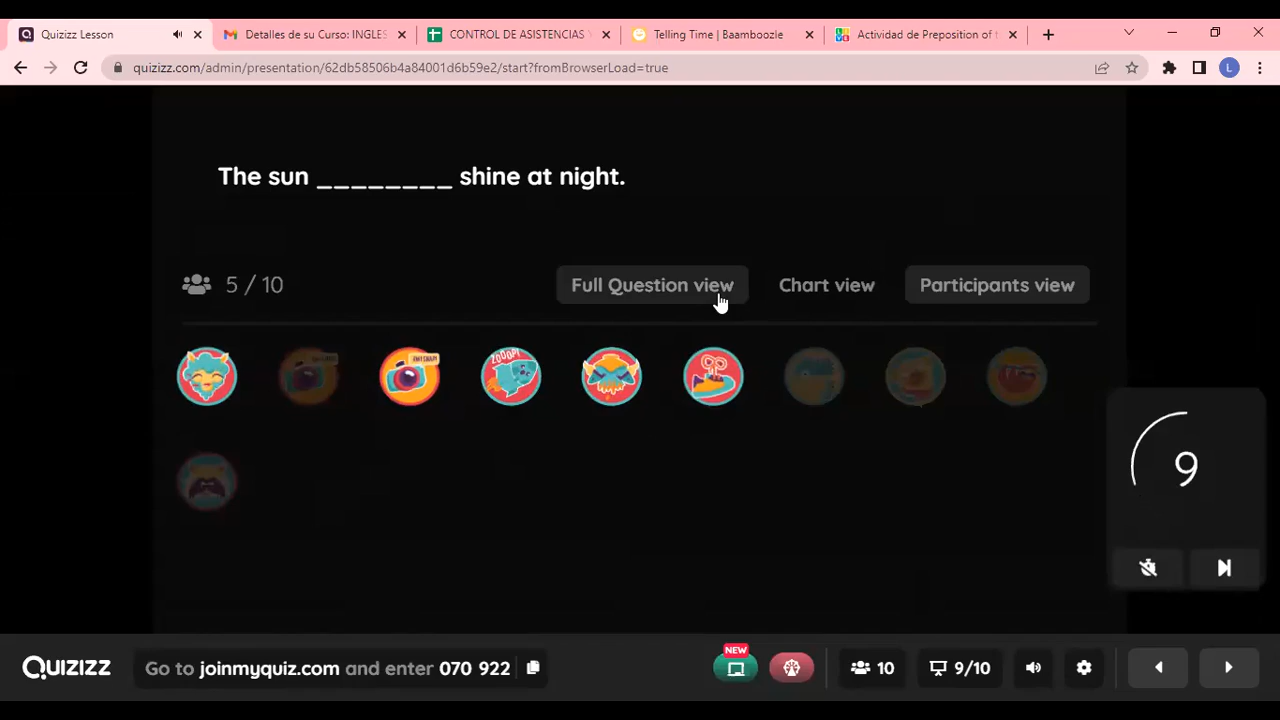 Quizizz Lesson
Detalles de su Curso: INGLES
CONTROL DE ASISTENCIAS
Telling Time | Baamboozle
Actividad de Preposition of
quizizz.com/admin/presentation/62db58506b4a84001d6b59e2/start?fromBrowserLoad=true
L
The sun ________ shine at night.
5 / 10
Full Question view
Chart view
Participants view
ZOOOP!
9
NEW
QUIZIZZ
Go to joinmyquiz.com and enter 070 922
10
9/10